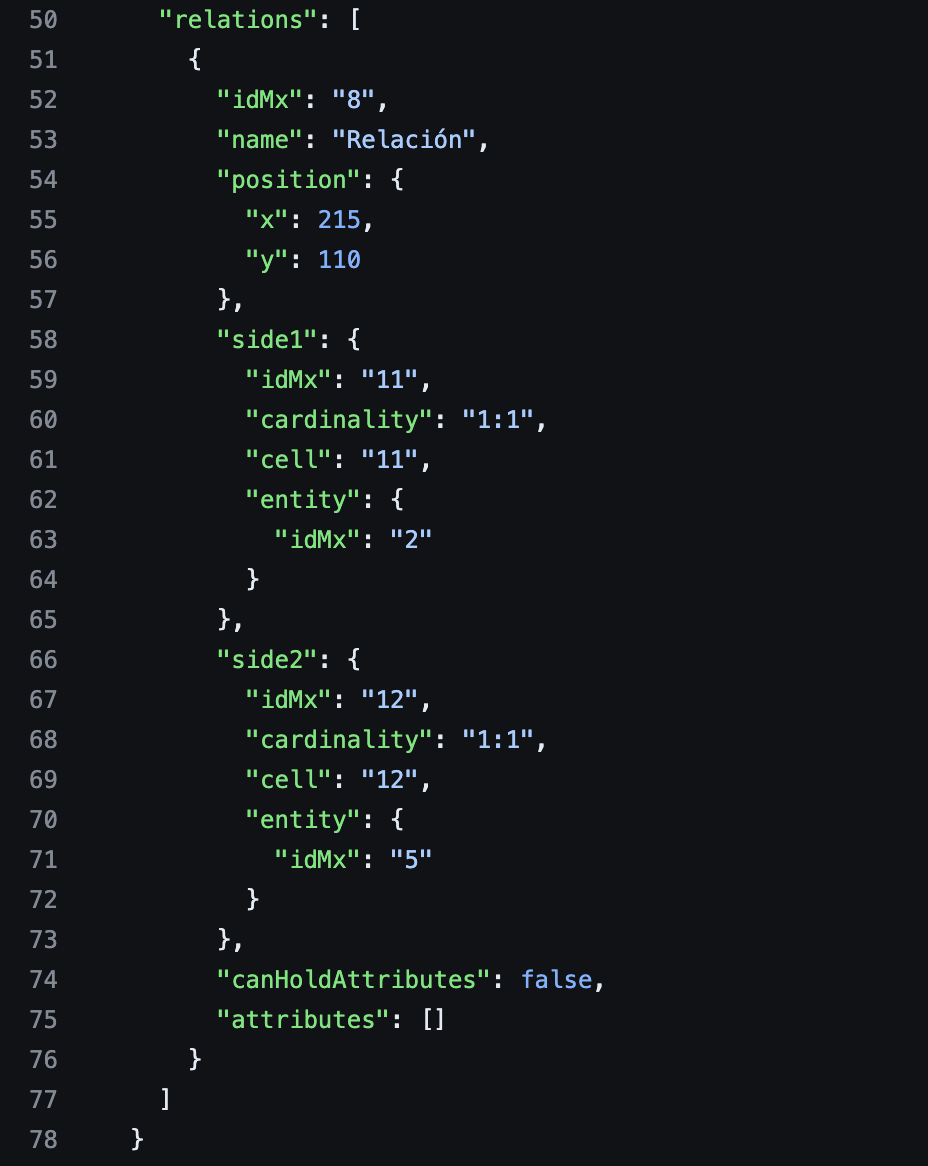 50 "relations": [
51 {
52 "idMx": "8",
53 "name": "Relación",
54 "position": {
55 "x": 215,
56 "y": 110
57 },
58 "side1": {
59 "idMx": "11",
60 "cardinality": "1:1",
61 "cell": "11",
62 "entity": {
63 "idMx": "2"
64 }
65 },
66 "side2": {
67 "idMx": "12",
68 "cardinality": "1:1",
69 "cell": "12",
70 "entity": {
71 "idMx": "5"
72 }
73 },
74 "canHoldAttributes": false,
75 "attributes": []
76 }
77 ]
78 }